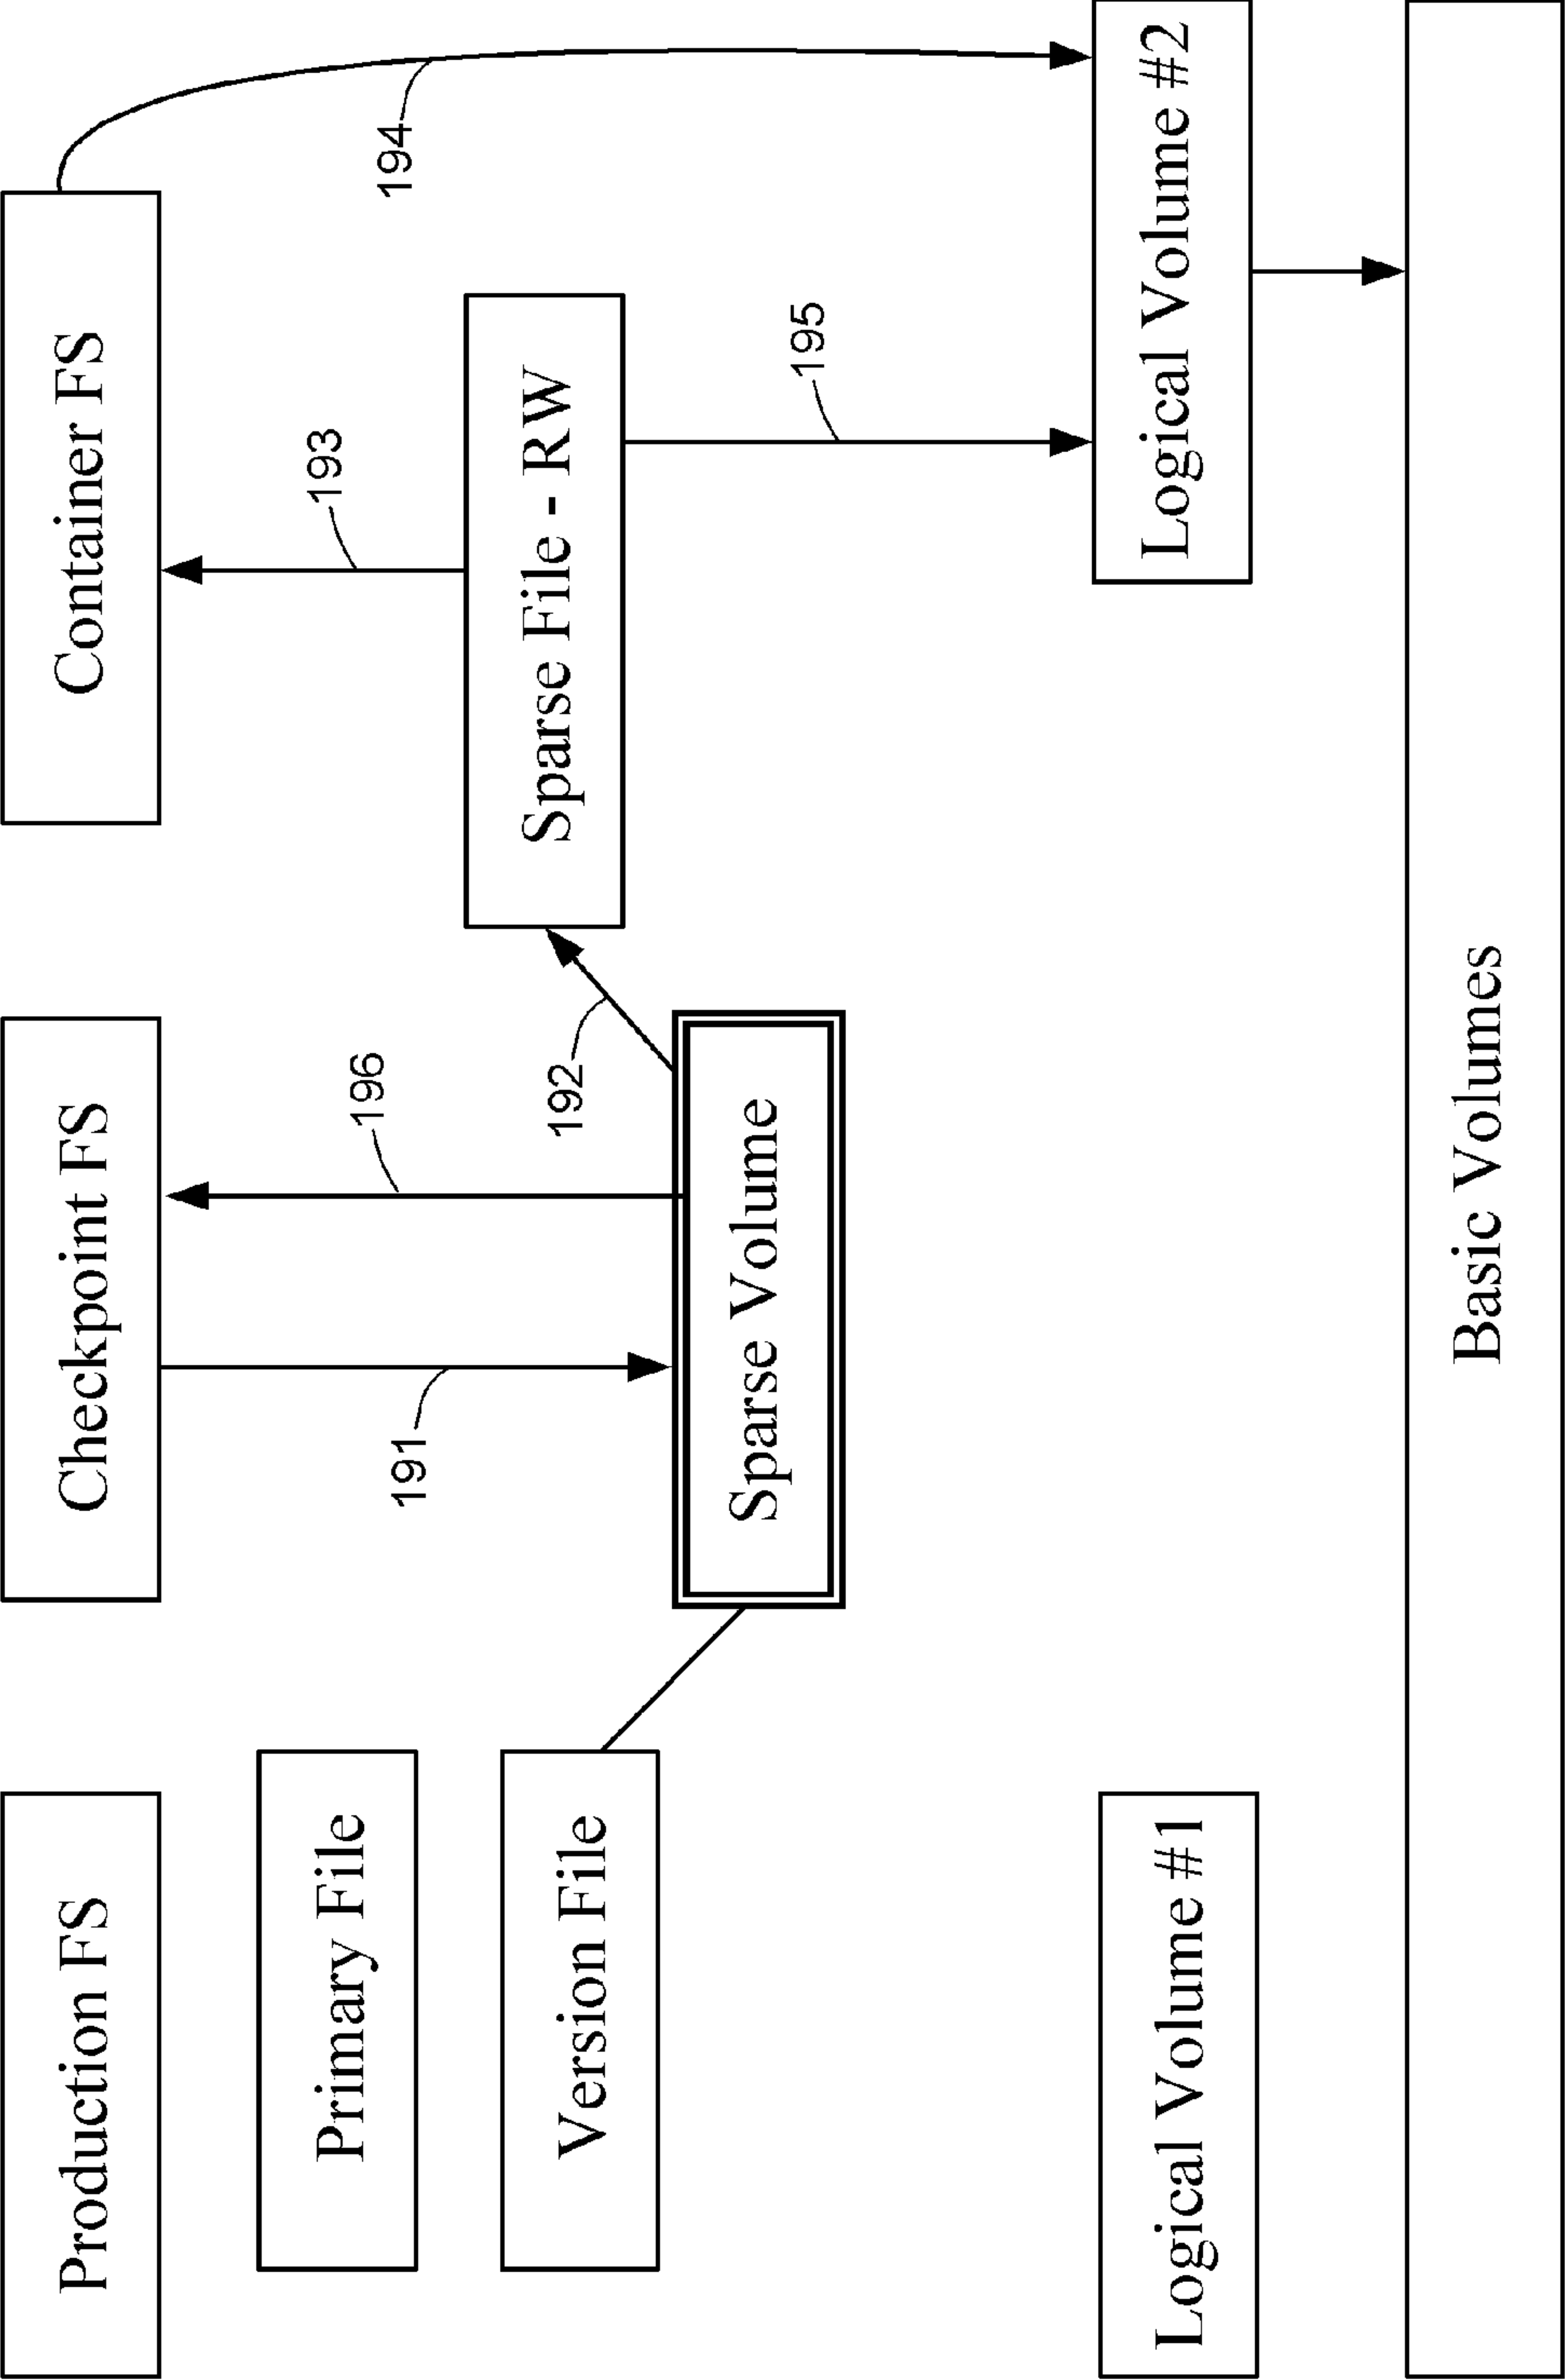 Production FS
Checkpoint FS
Container FS
Primary File
196
193
194
191
Version File
192
Sparse File - RW
Sparse Volume
195
Logical Volume #1
Logical Volume #2
Basic Volumes